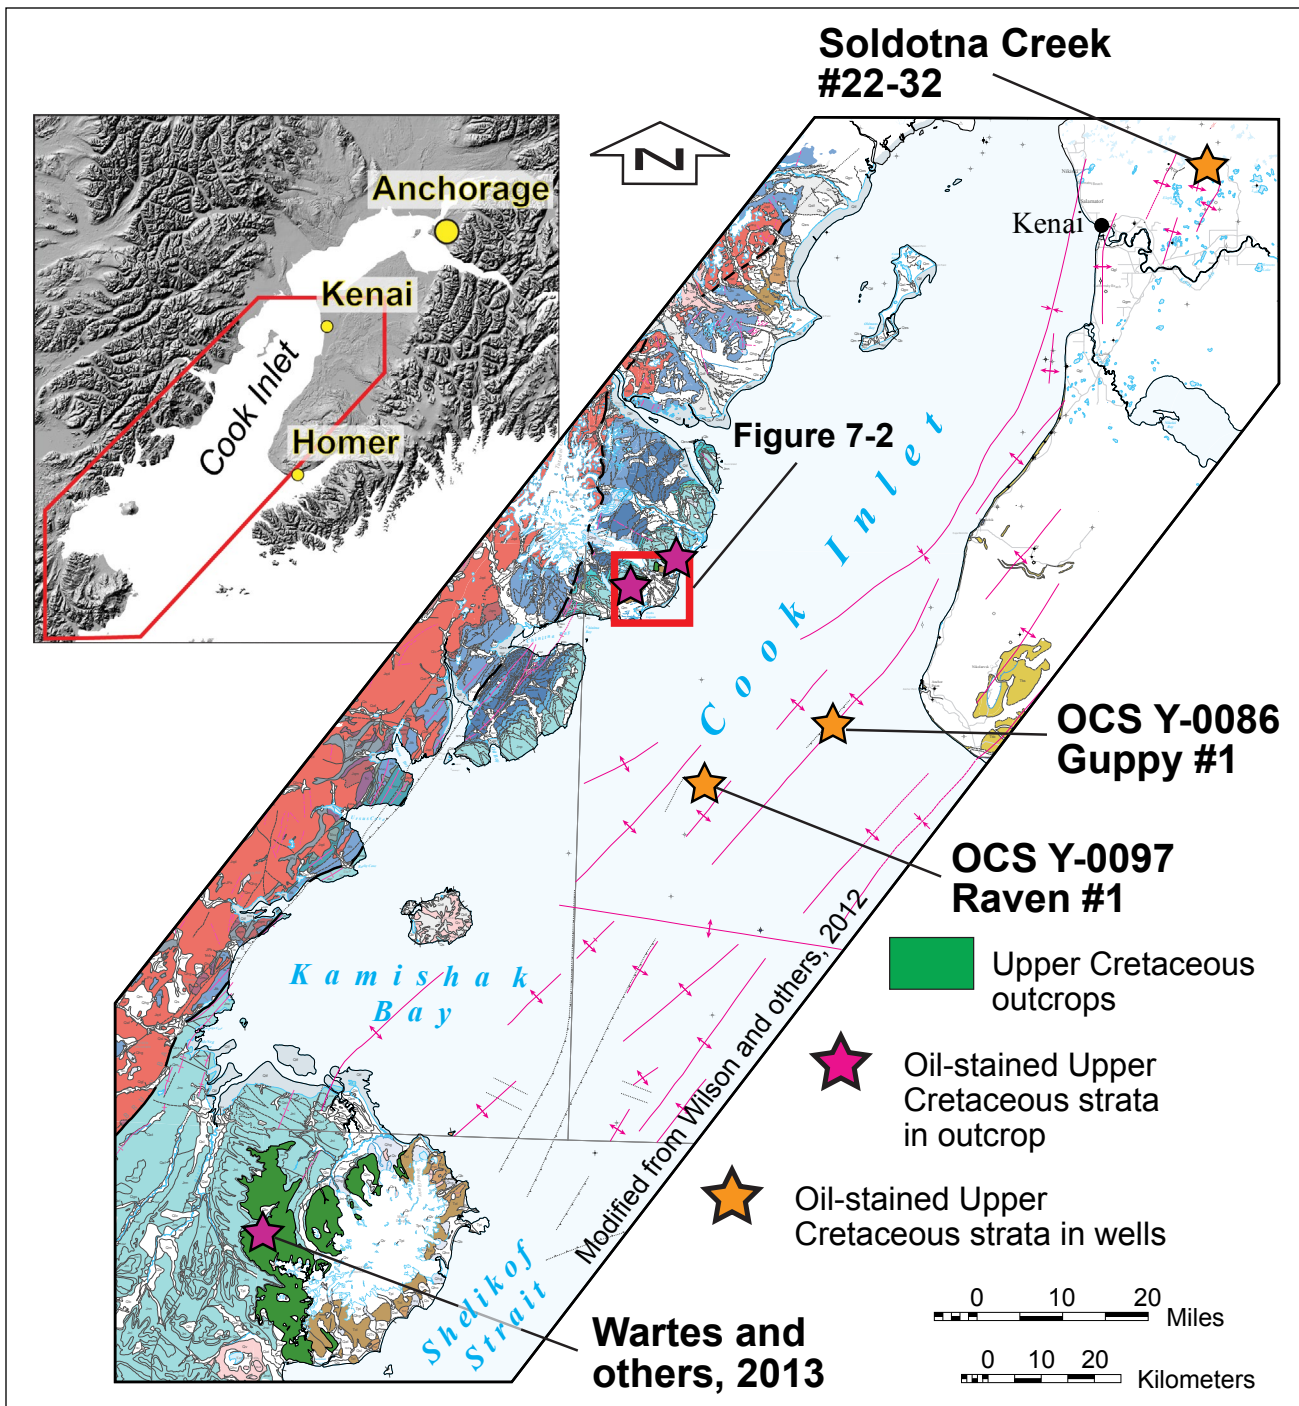 Soldotna Creek
#22-32
Anchorage
Kenai
Cook Inlet
Homer
N
Kenai
Figure 7-2
Cook Inlet
OCS Y-0086
Guppy #1
OCS Y-0097
Raven #1
Kamishak
Bay
Modified from Wilson and others, 2012
Upper Cretaceous
outcrops
Oil-stained Upper
Cretaceous strata
in outcrop
Oil-stained Upper
Cretaceous strata in wells
Shelikof
Strait
Wartes and
others, 2013
0 10 20
Miles
0 10 20
Kilometers